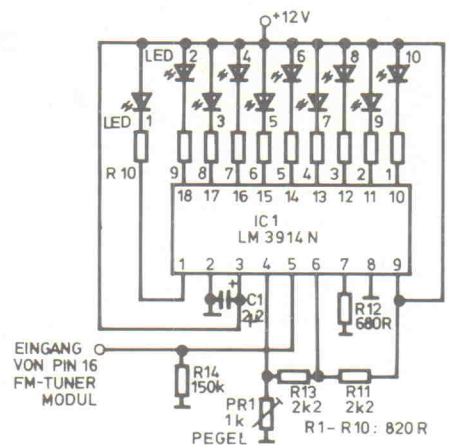 +12V
LED 2 4 6 8 10
LED 1 3 5 7 9
R 10
9 8 7 6 5 4 3 2 1
18 17 16 15 14 13 12 11 10
IC1
LM 3914 N
1 2 3 4 5 6 7 8 9
+
C1
2µ2
R12
680R
EINGANG
VON PIN 16
FM-TUNER
MODUL
R14
150k
R13
2k2
R11
2k2
PR1
1k
PEGEL
R1-R10: 820R